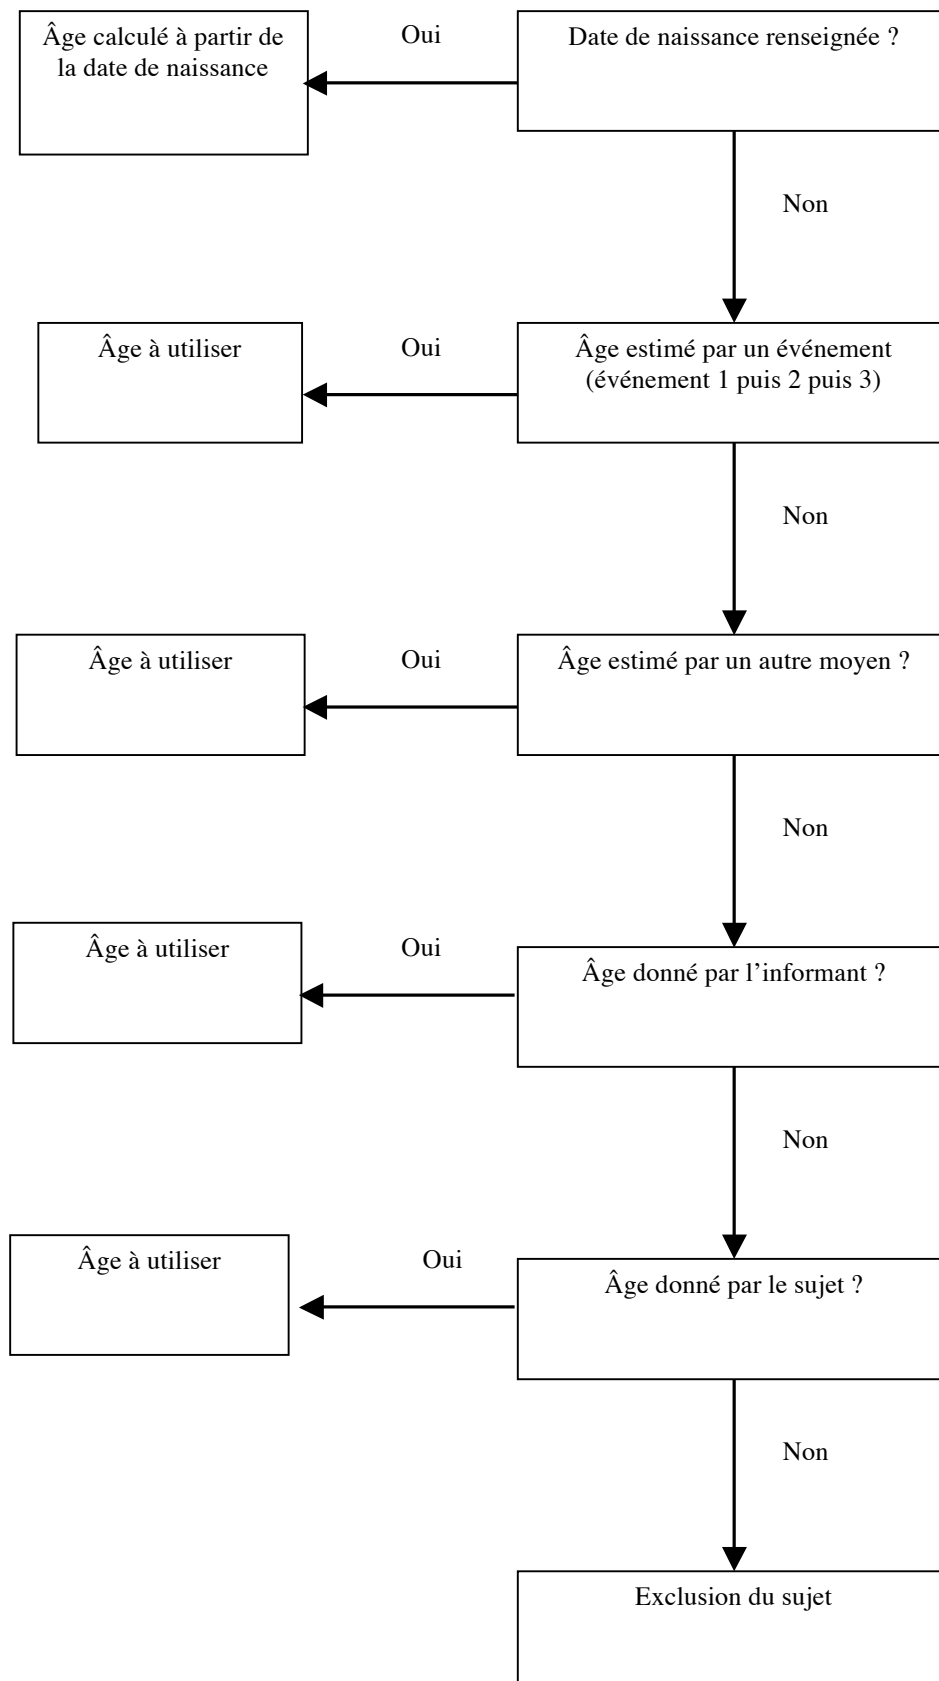 Âge calculé à partir de
la date de naissance
Oui
Date de naissance renseignée ?
Non
Âge à utiliser
Oui
Âge estimé par un événement
(événement 1 puis 2 puis 3)
Non
Âge à utiliser
Oui
Âge estimé par un autre moyen ?
Non
Âge à utiliser
Oui
Âge donné par l’informant ?
Non
Âge à utiliser
Oui
Âge donné par le sujet ?
Non
Exclusion du sujet